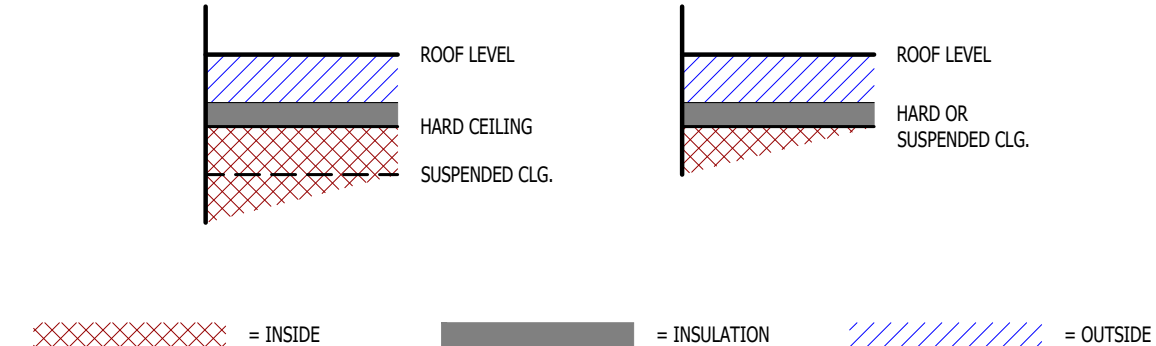 ROOF LEVEL
HARD CEILING
SUSPENDED CLG.
ROOF LEVEL
HARD OR
SUSPENDED CLG.
= INSIDE
= INSULATION
= OUTSIDE